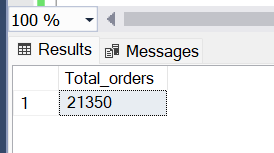 100 %
Results Messages
Total_orders
1 21350